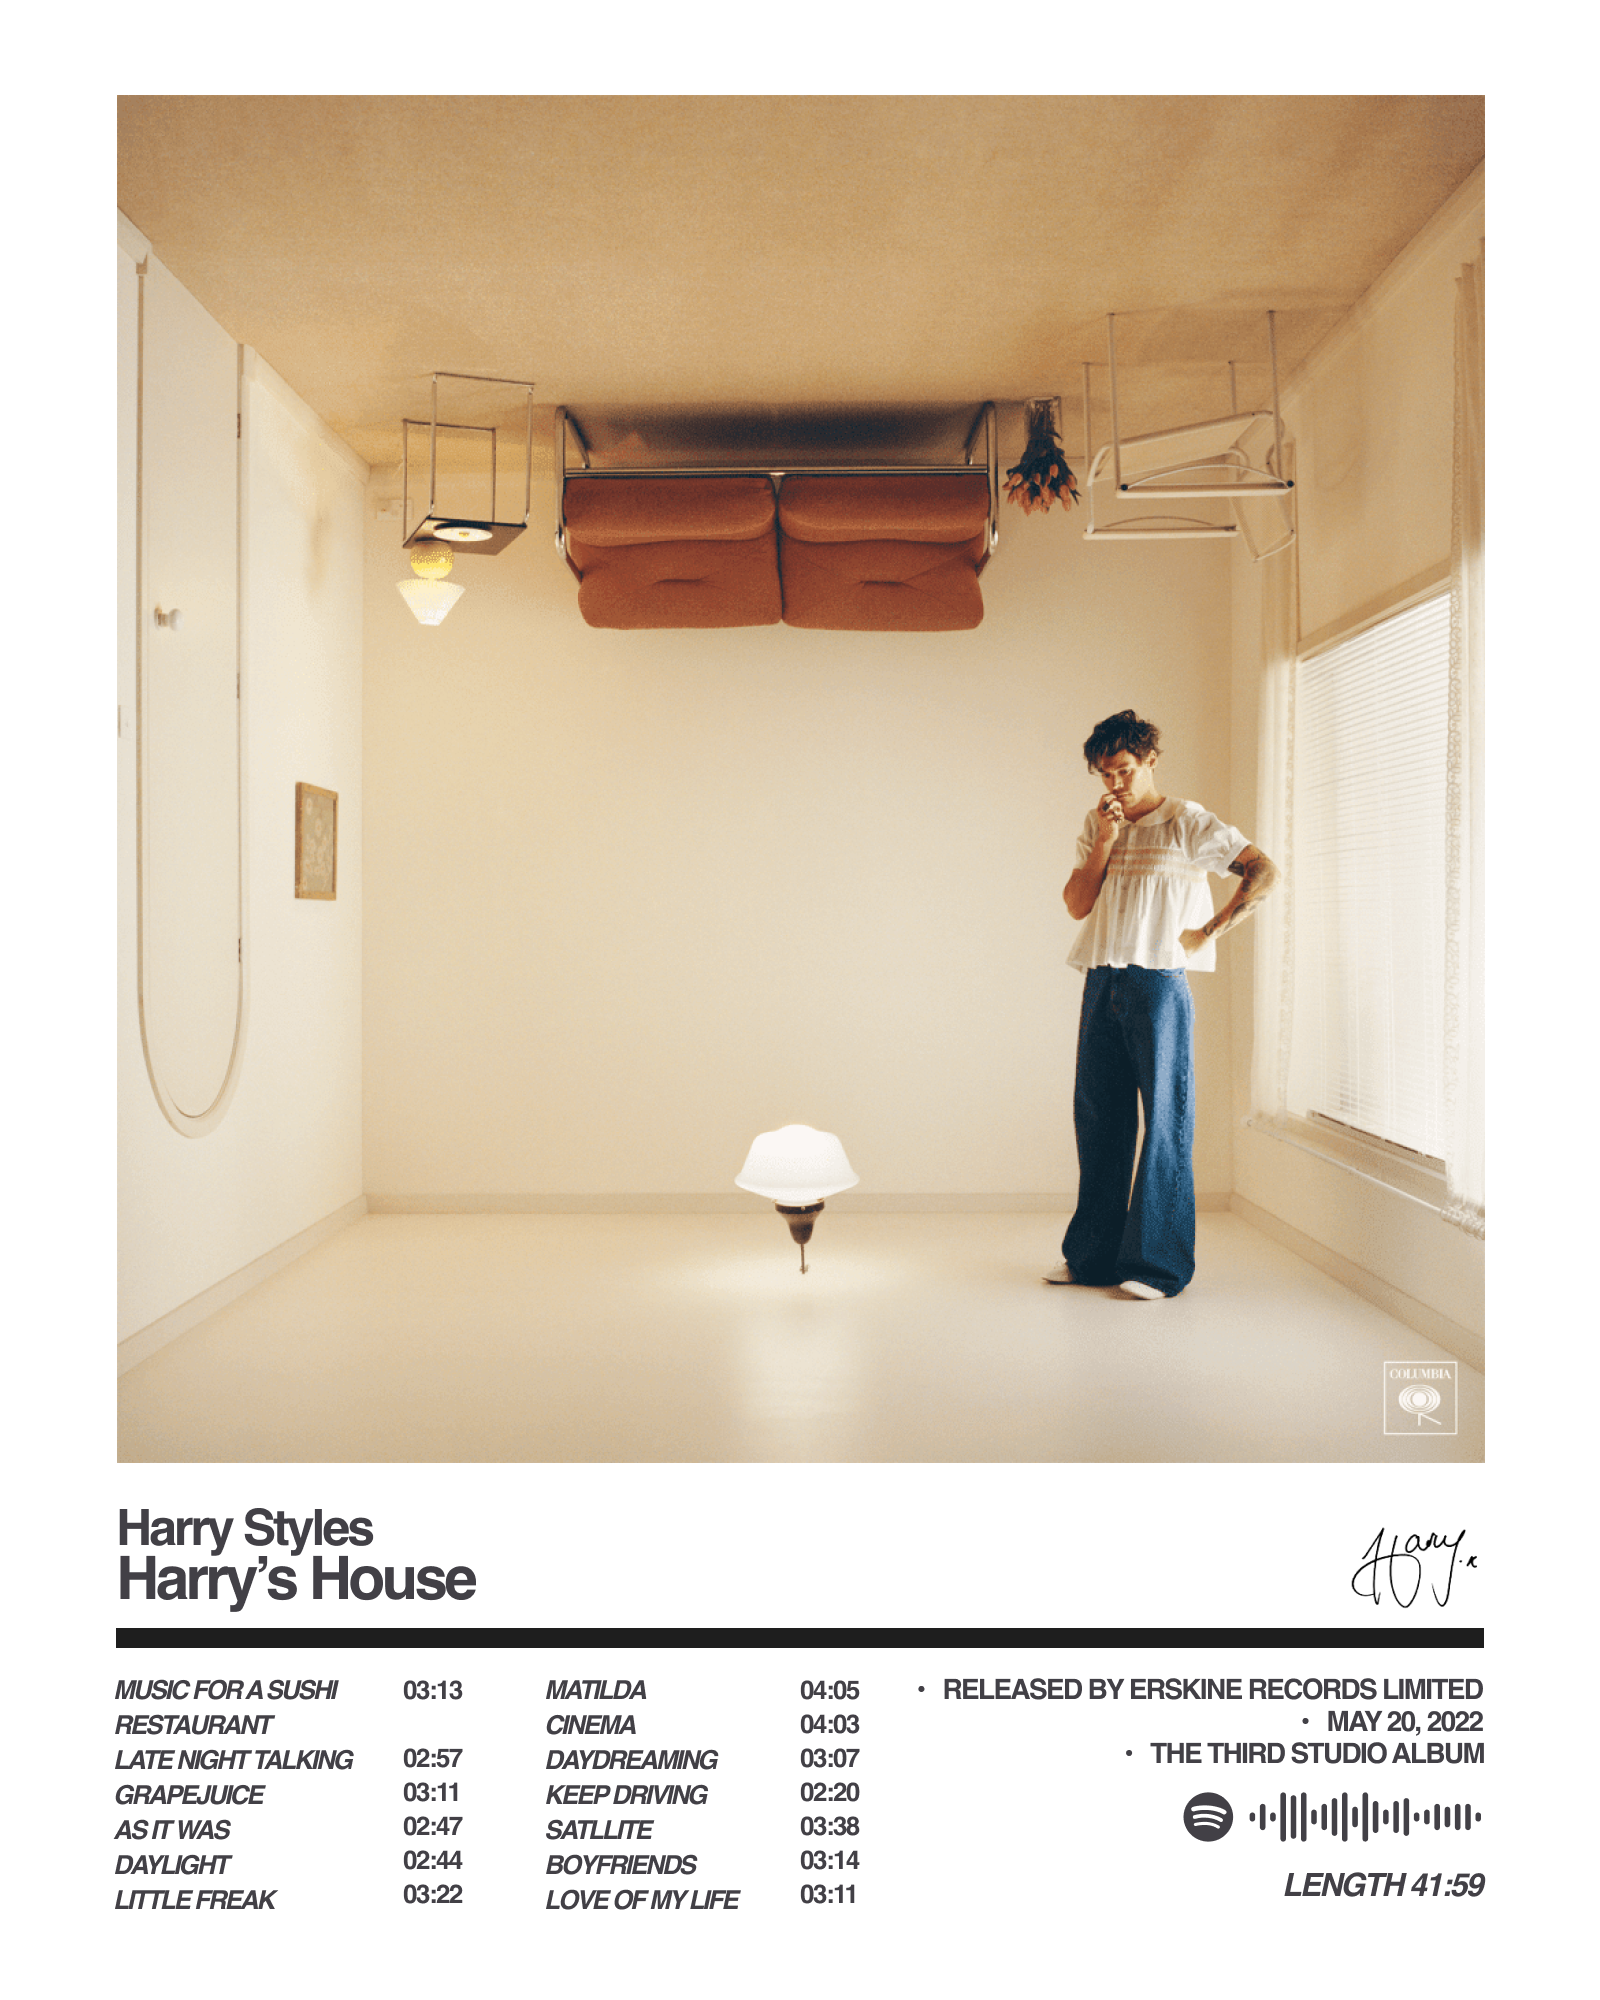 COLUMBIA
Harry Styles
Harry’s House
Harry.x
MUSIC FOR A SUSHI 03:13
RESTAURANT
LATE NIGHT TALKING 02:57
GRAPEJUICE 03:11
AS IT WAS 02:47
DAYLIGHT 02:44
LITTLE FREAK 03:22
MATILDA 04:05
CINEMA 04:03
DAYDREAMING 03:07
KEEP DRIVING 02:20
SATLLITE 03:38
BOYFRIENDS 03:14
LOVE OF MY LIFE 03:11
• RELEASED BY ERSKINE RECORDS LIMITED
• MAY 20, 2022
• THE THIRD STUDIO ALBUM
LENGTH 41:59